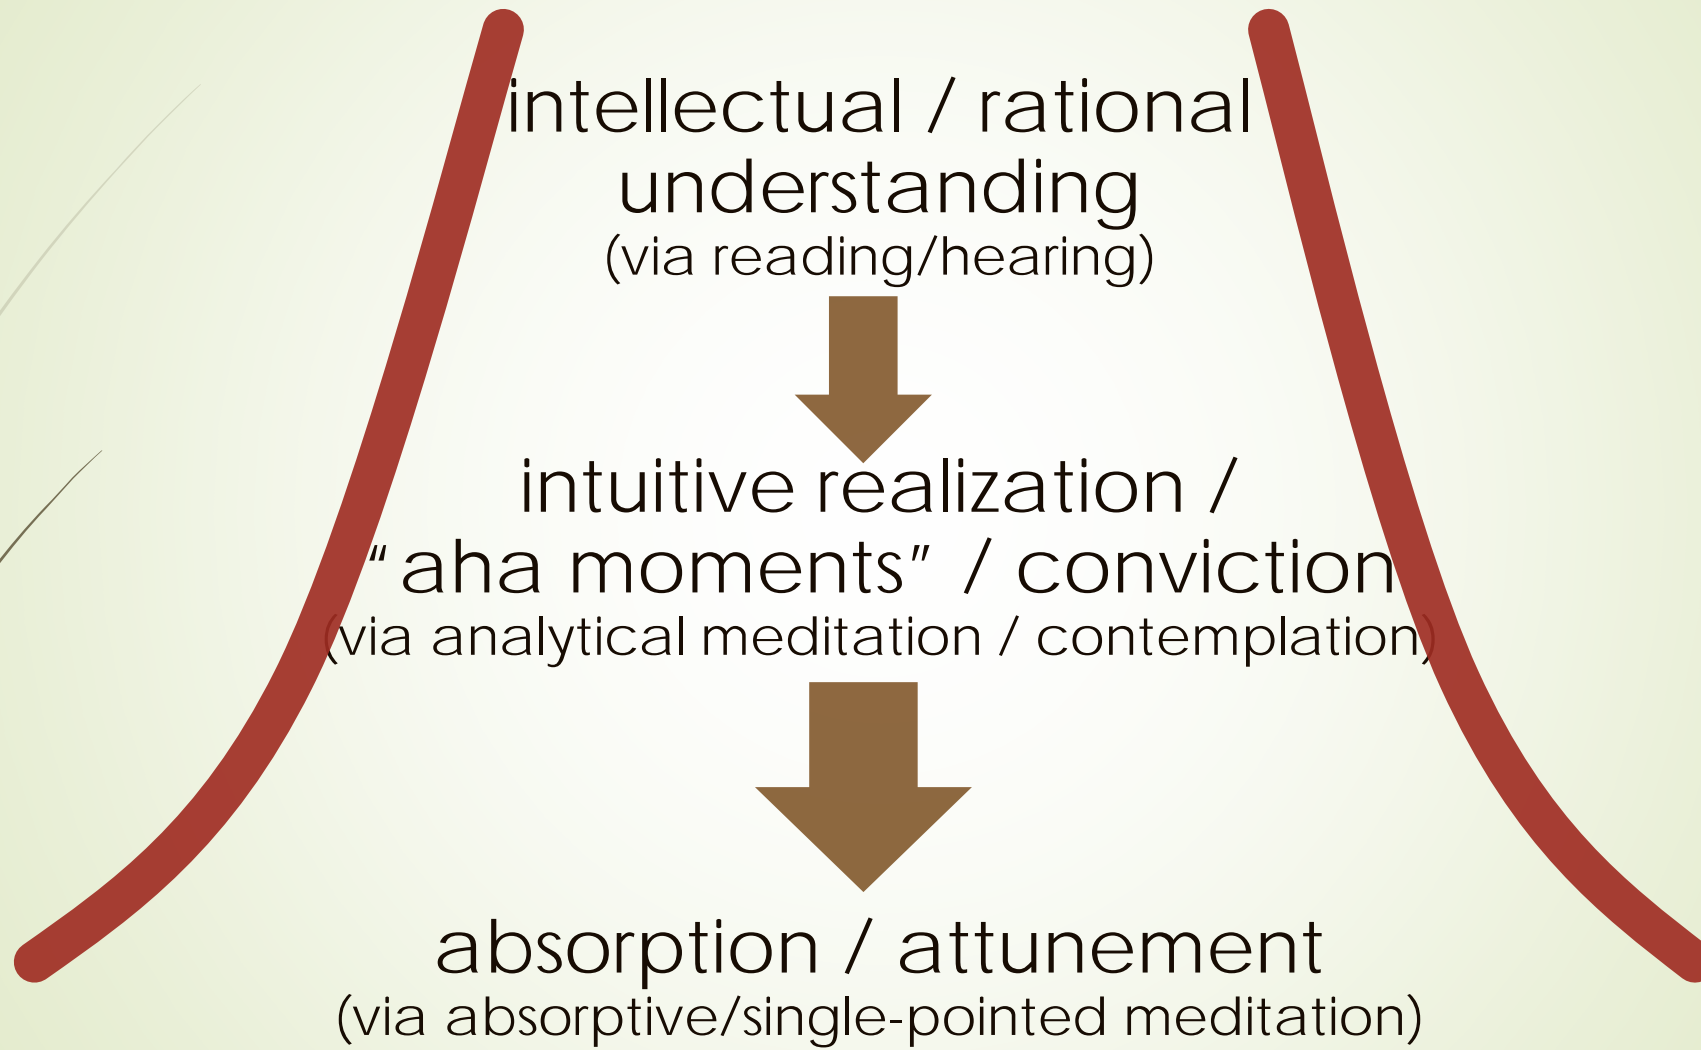 intellectual / rational
understanding
(via reading/hearing)
intuitive realization /
“aha moments” / conviction
(via analytical meditation / contemplation)
absorption / attunement
(via absorptive/single-pointed meditation)